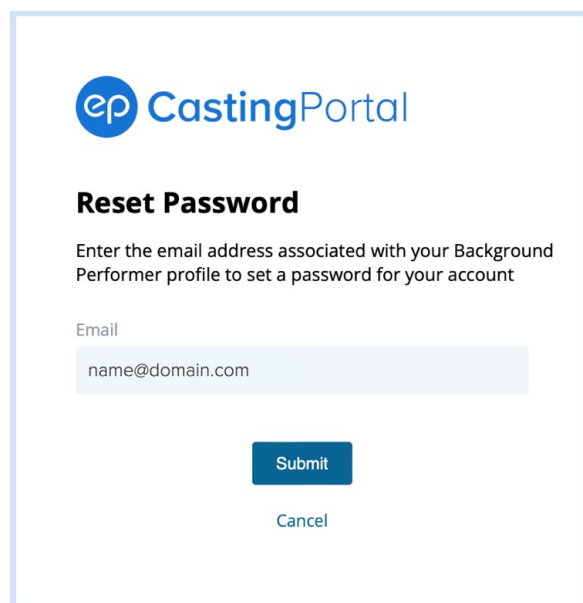 ep CastingPortal
Reset Password
Enter the email address associated with your Background
Performer profile to set a password for your account
Email
name@domain.com
Submit
Cancel